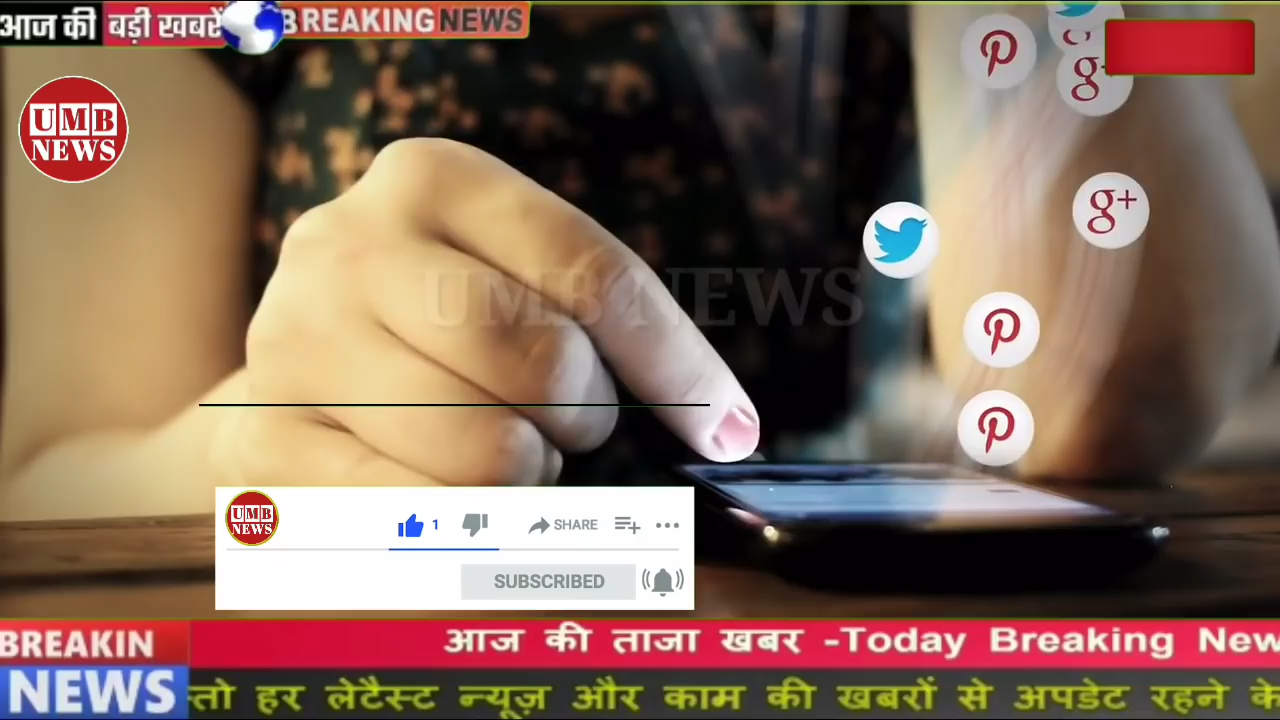 आज की बड़ी खबरें BREAKING NEWS
UMB
NEWS
g+
g+
UMB NEWS
UMB
NEWS
1
SHARE
SUBSCRIBED
BREAKIN
NEWS
आज की ताजा खबर -Today Breaking New
तो हर लेटैस्ट न्यूज़ और काम की खबरों से अपडेट रहने के